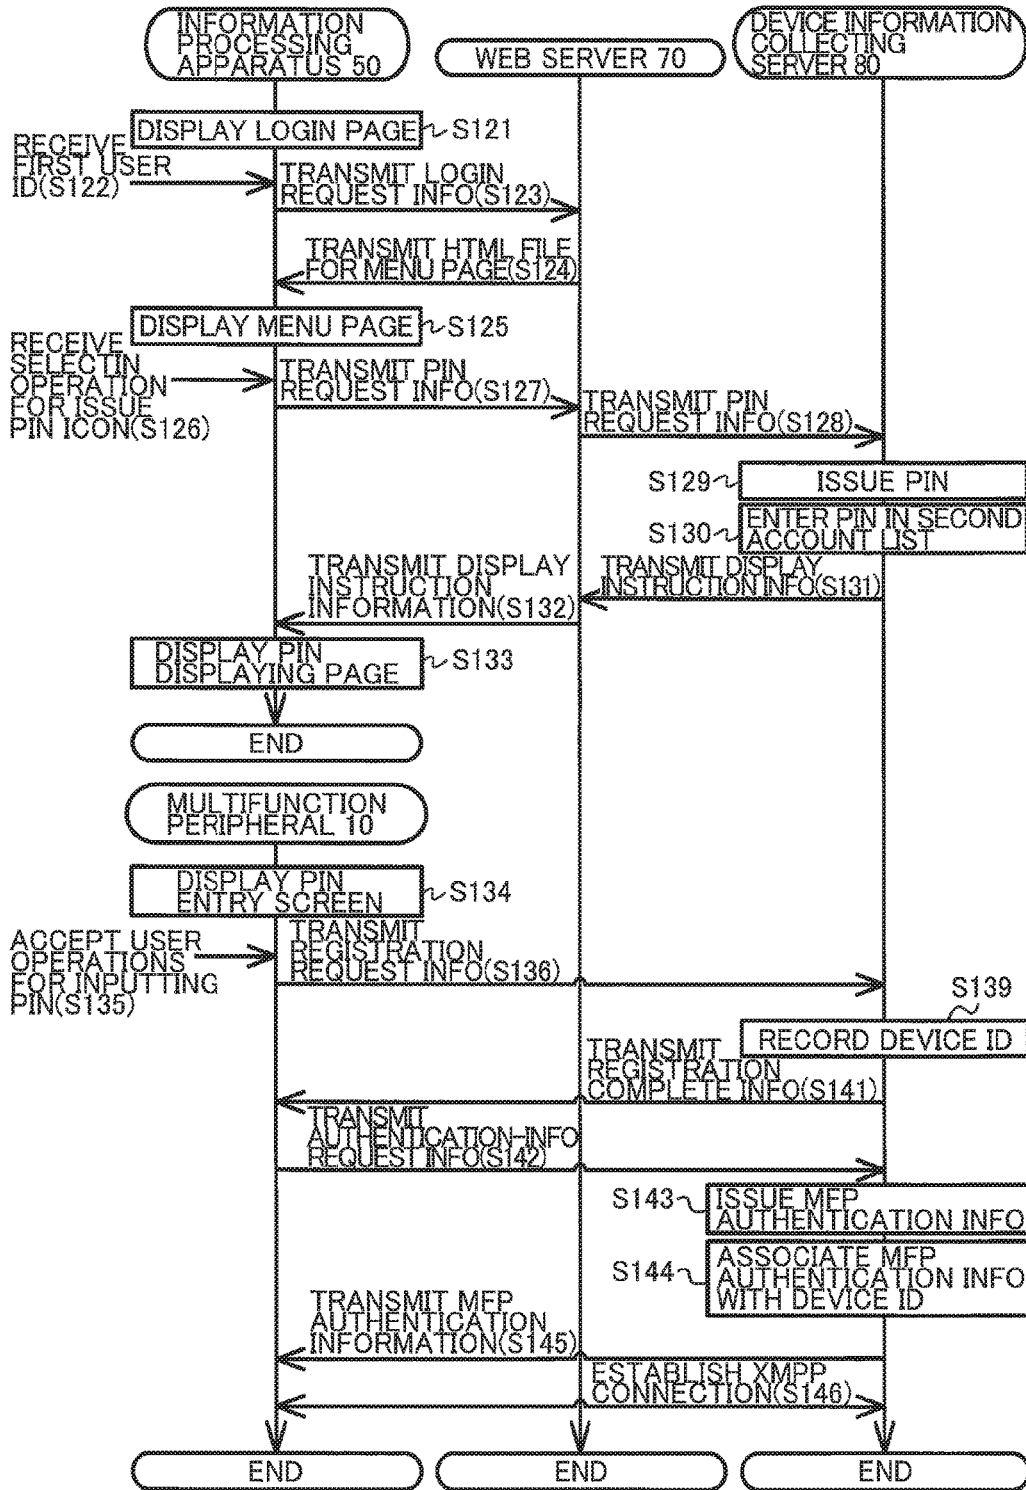 INFORMATION
PROCESSING
APPARATUS 50
WEB SERVER 70
DEVICE INFORMATION
COLLECTING
SERVER 80
DISPLAY LOGIN PAGE
S121
RECEIVE
FIRST USER
ID(S122)
TRANSMIT LOGIN
REQUEST INFO(S123)
TRANSMIT HTML FILE
FOR MENU PAGE(S124)
DISPLAY MENU PAGE
S125
RECEIVE
SELECTIN
OPERATION
FOR ISSUE
PIN ICON(S126)
TRANSMIT PIN
REQUEST INFO(S127)
TRANSMIT PIN
REQUEST INFO(S128)
S129
ISSUE PIN
S130
ENTER PIN IN SECOND
ACCOUNT LIST
TRANSMIT DISPLAY
INSTRUCTION INFO(S131)
TRANSMIT DISPLAY
INSTRUCTION
INFORMATION(S132)
DISPLAY PIN
DISPLAYING PAGE
S133
END
MULTIFUNCTION
PERIPHERAL 10
DISPLAY PIN
ENTRY SCREEN
S134
ACCEPT USER
OPERATIONS
FOR INPUTTING
PIN(S135)
TRANSMIT
REGISTRATION
REQUEST INFO(S136)
S139
RECORD DEVICE ID
TRANSMIT
REGISTRATION
COMPLETE INFO(S141)
TRANSMIT
AUTHENTICATION-INFO
REQUEST INFO(S142)
S143
ISSUE MFP
AUTHENTICATION INFO
S144
ASSOCIATE MFP
AUTHENTICATION INFO
WITH DEVICE ID
TRANSMIT MFP
AUTHENTICATION
INFORMATION(S145)
ESTABLISH XMPP
CONNECTION(S146)
END
END
END